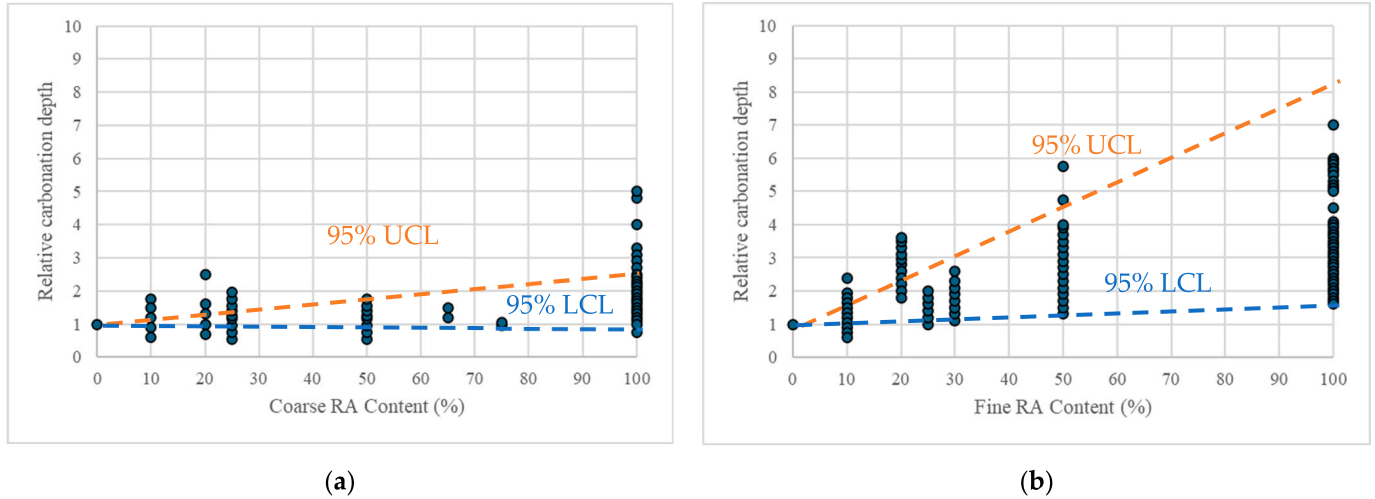 10
9
8
7
6
5
4
3
2
1
0
Relative carbonation depth
95% UCL
95% LCL
0 10 20 30 40 50 60 70 80 90 100
Coarse RA Content (%)
(a)
10
9
8
7
6
5
4
3
2
1
0
Relative carbonation depth
95% UCL
95% LCL
0 10 20 30 40 50 60 70 80 90 100
Fine RA Content (%)
(b)